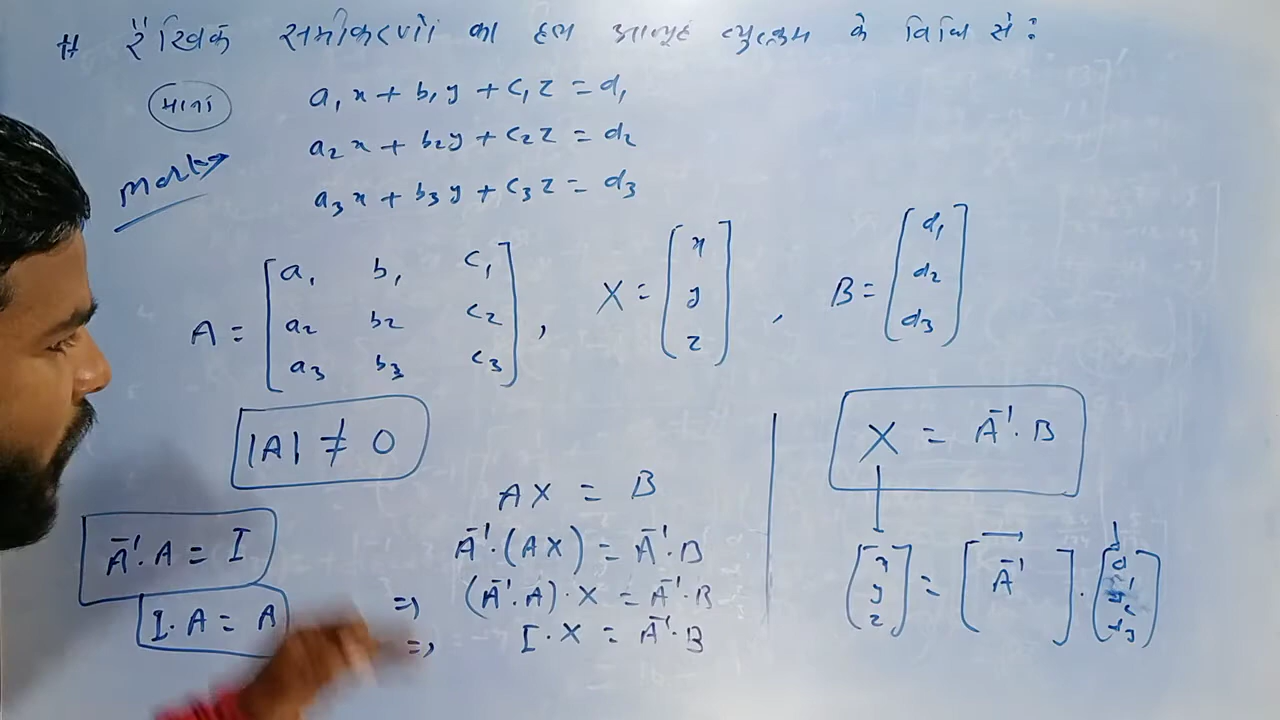 # रैखिक समीकरणों का हल आव्यूह व्युत्क्रम के विधि से :
माना a₁x + b₁y + c₁z = d₁
a₂x + b₂y + c₂z = d₂
a₃x + b₃y + c₃z = d₃
A = [a₁ b₁ c₁
a₂ b₂ c₂
a₃ b₃ c₃] , X = [x
y
z] , B = [d₁
d₂
d₃]
|A| ≠ 0
A⁻¹·A = I
I·A = A
AX = B
A⁻¹·(AX) = A⁻¹·B
⇒ (A⁻¹·A)·X = A⁻¹·B
⇒ I·X = A⁻¹·B
X = A⁻¹·B
[x
y
z] = [A⁻¹]·[d₁
d₂
d₃]